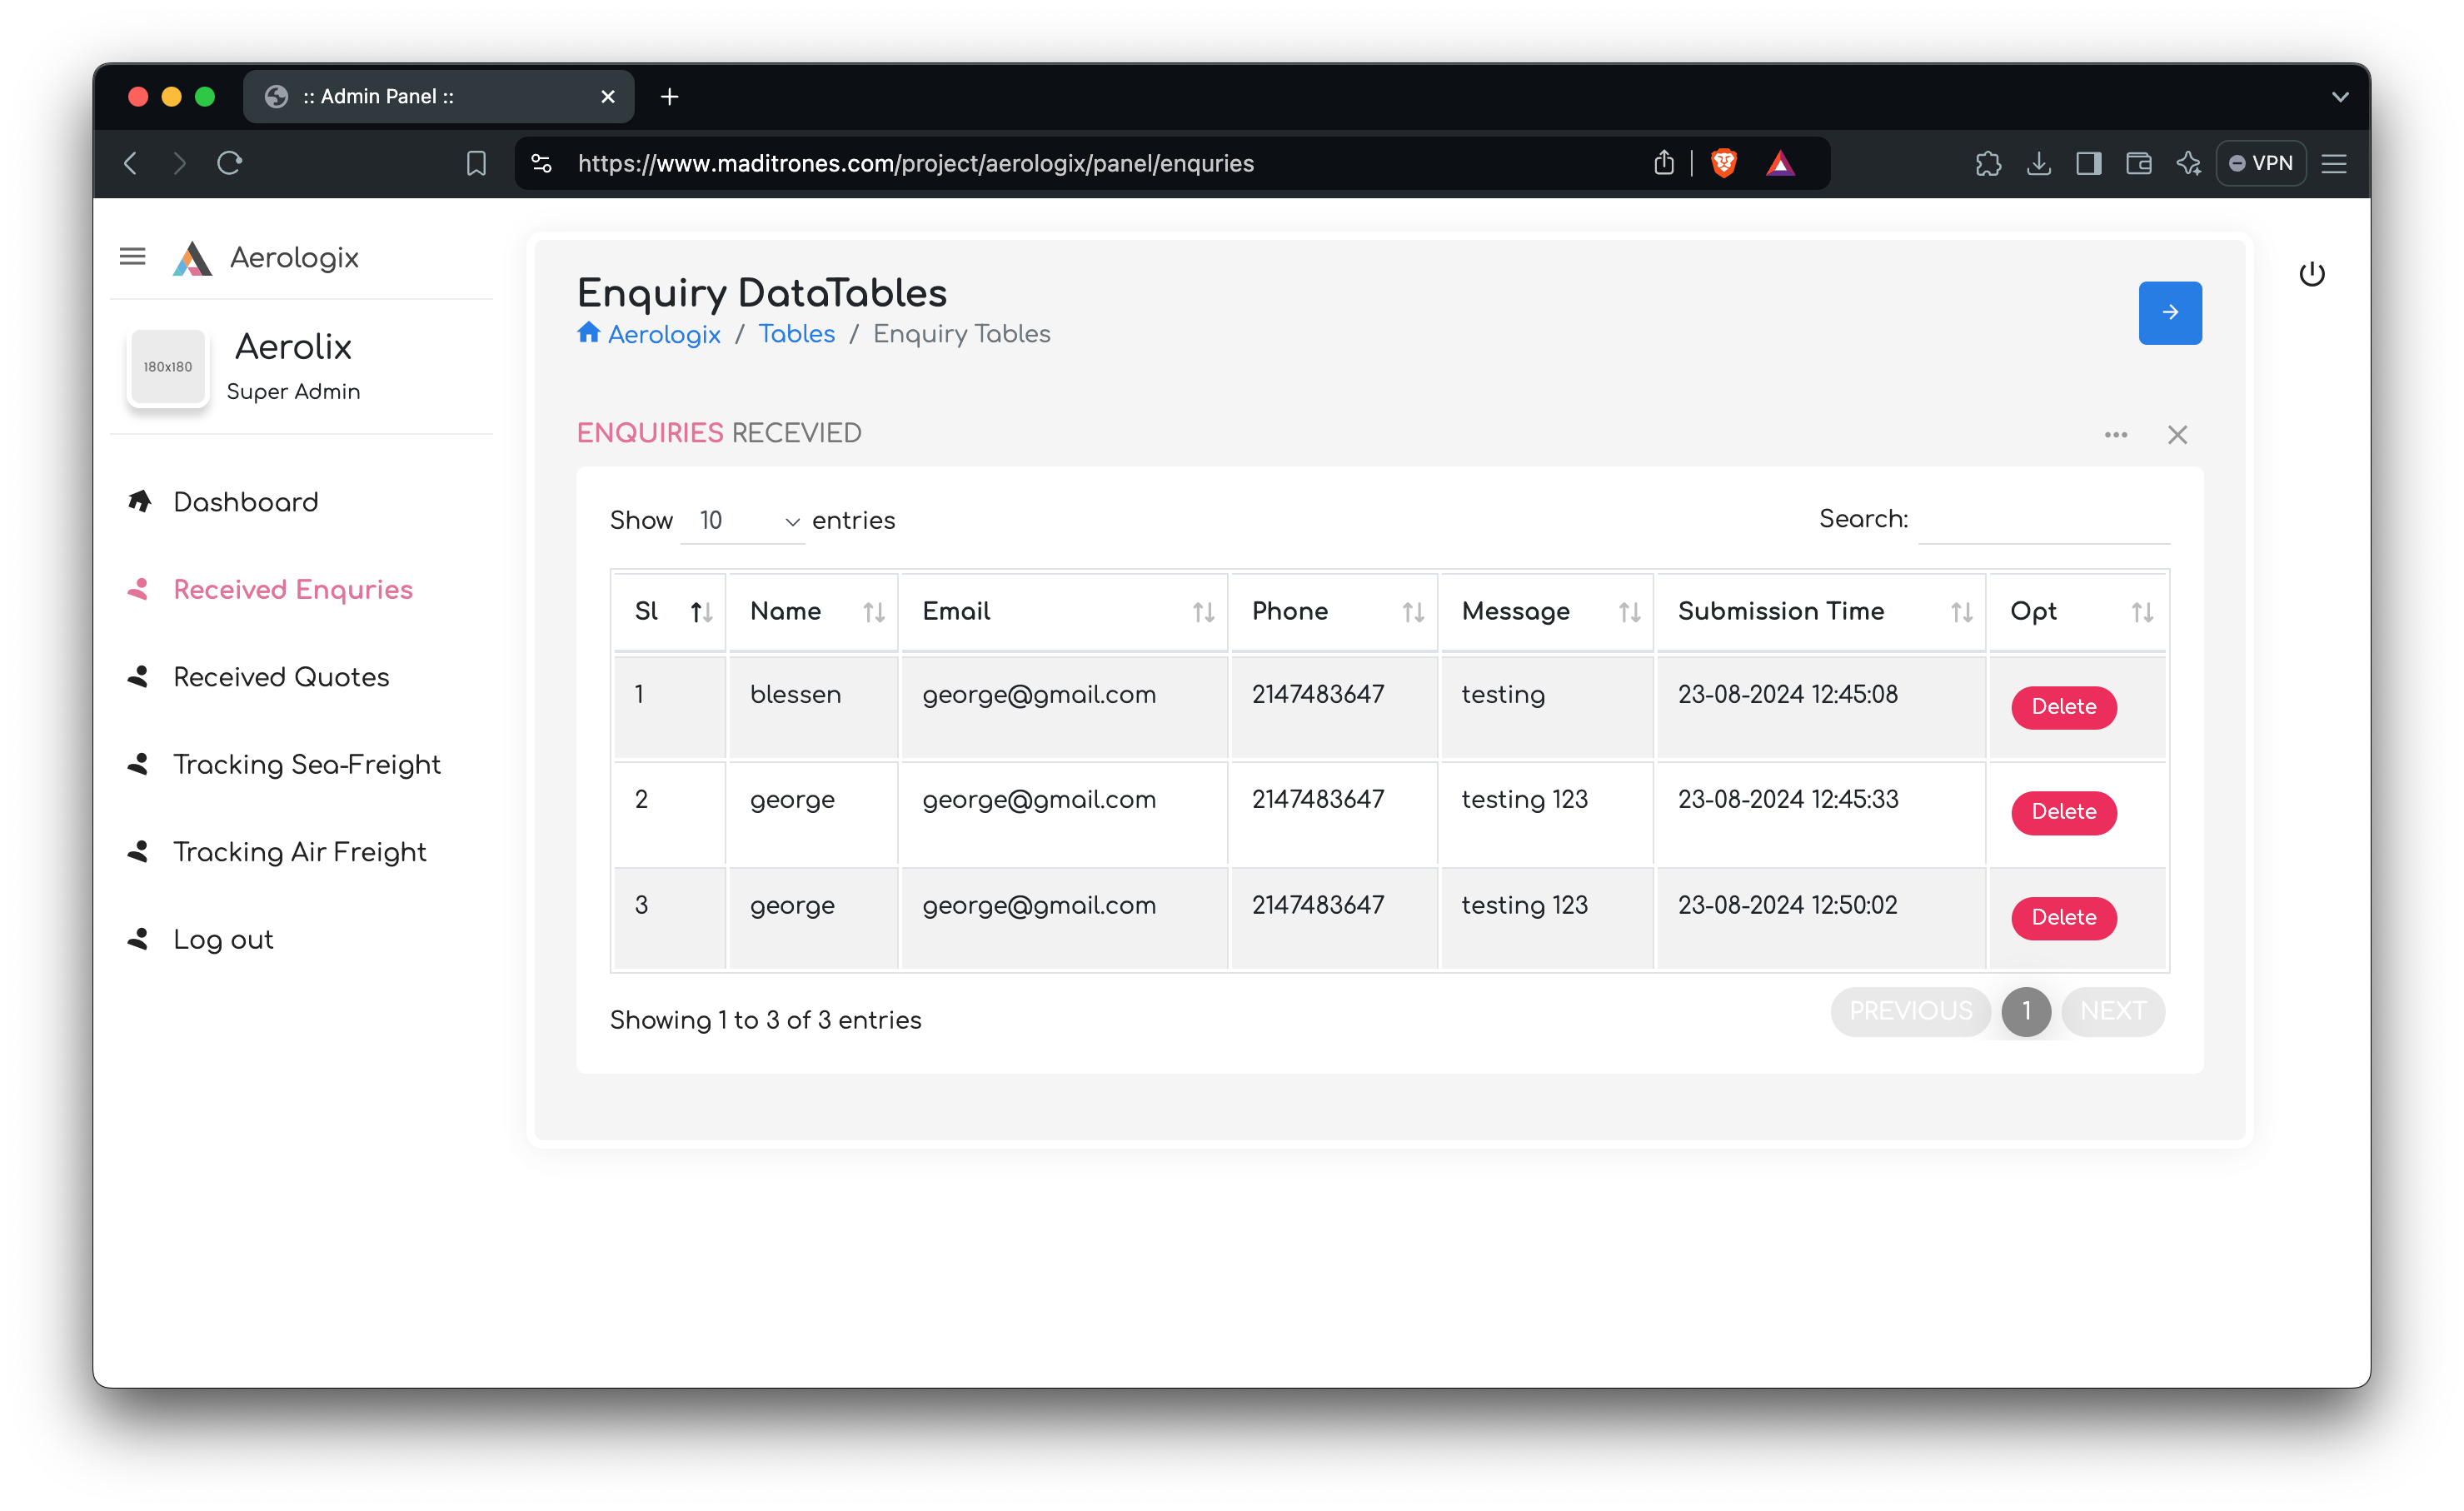 :: Admin Panel ::
https://www.maditrones.com/project/aerologix/panel/enquries
VPN
Aerologix
180x180
Aerolix
Super Admin
Dashboard
Received Enquries
Received Quotes
Tracking Sea-Freight
Tracking Air Freight
Log out
Enquiry DataTables
Aerologix / Tables / Enquiry Tables
ENQUIRIES RECEVIED
Show 10 entries
Search:
Sl Name Email Phone Message Submission Time Opt
1 blessen george@gmail.com 2147483647 testing 23-08-2024 12:45:08 Delete
2 george george@gmail.com 2147483647 testing 123 23-08-2024 12:45:33 Delete
3 george george@gmail.com 2147483647 testing 123 23-08-2024 12:50:02 Delete
Showing 1 to 3 of 3 entries
PREVIOUS 1 NEXT